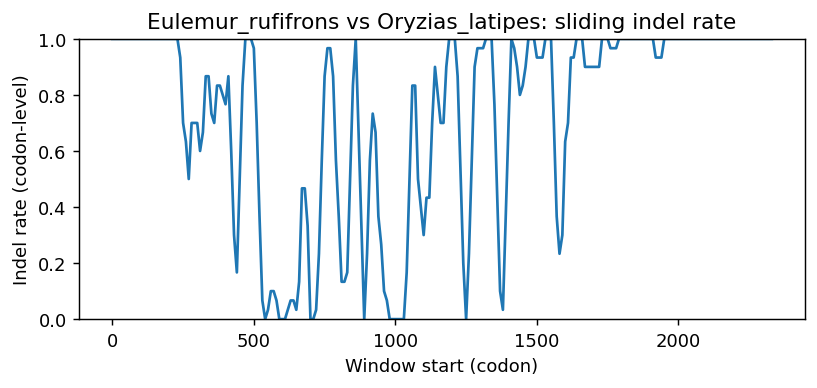 Eulemur_rufifrons vs Oryzias_latipes: sliding indel rate
Indel rate (codon-level)
1.0
0.8
0.6
0.4
0.2
0.0
0 500 1000 1500 2000
Window start (codon)